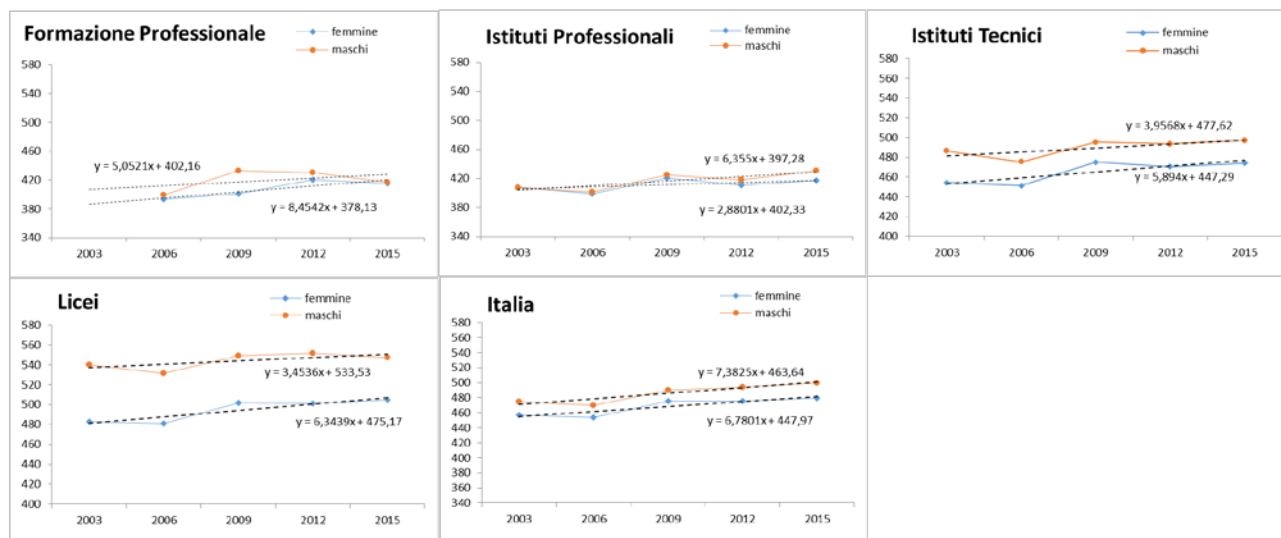 Formazione Professionale
femmine
maschi
580
540
500
460
420
380
340
y = 5,0521x + 402,16
y = 8,4542x + 378,13
2003 2006 2009 2012 2015
Istituti Professionali
femmine
maschi
580
540
500
460
420
380
340
y = 6,355x + 397,28
y = 2,8801x + 402,33
2003 2006 2009 2012 2015
Istituti Tecnici
femmine
maschi
580
560
540
520
500
480
460
440
420
400
y = 3,9568x + 477,62
y = 5,894x + 447,29
2003 2006 2009 2012 2015
Licei
femmine
maschi
580
560
540
520
500
480
460
440
420
400
y = 3,4536x + 533,53
y = 6,3439x + 475,17
2003 2006 2009 2012 2015
Italia
femmine
maschi
580
560
540
520
500
480
460
440
420
400
380
360
340
y = 7,3825x + 463,64
y = 6,7801x + 447,97
2003 2006 2009 2012 2015